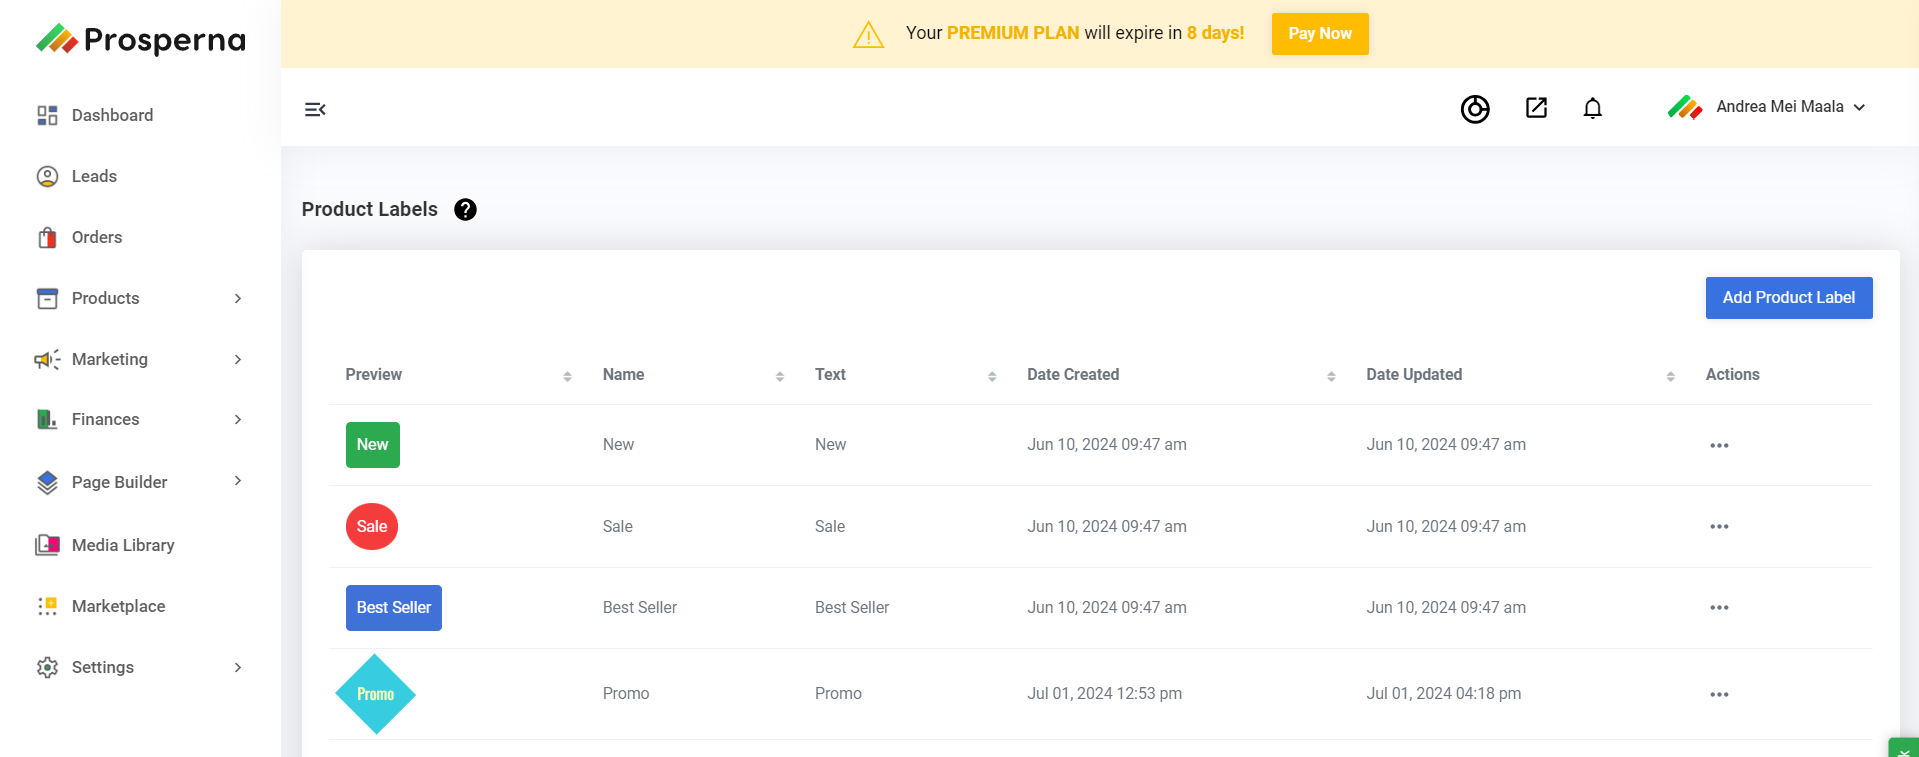 Prosperna
Your PREMIUM PLAN will expire in 8 days!
Pay Now
Andrea Mei Maala
Dashboard
Leads
Orders
Products
Marketing
Finances
Page Builder
Media Library
Marketplace
Settings
Product Labels
Add Product Label
Preview Name Text Date Created Date Updated Actions
New New New Jun 10, 2024 09:47 am Jun 10, 2024 09:47 am
Sale Sale Sale Jun 10, 2024 09:47 am Jun 10, 2024 09:47 am
Best Seller Best Seller Best Seller Jun 10, 2024 09:47 am Jun 10, 2024 09:47 am
Promo Promo Promo Jul 01, 2024 12:53 pm Jul 01, 2024 04:18 pm